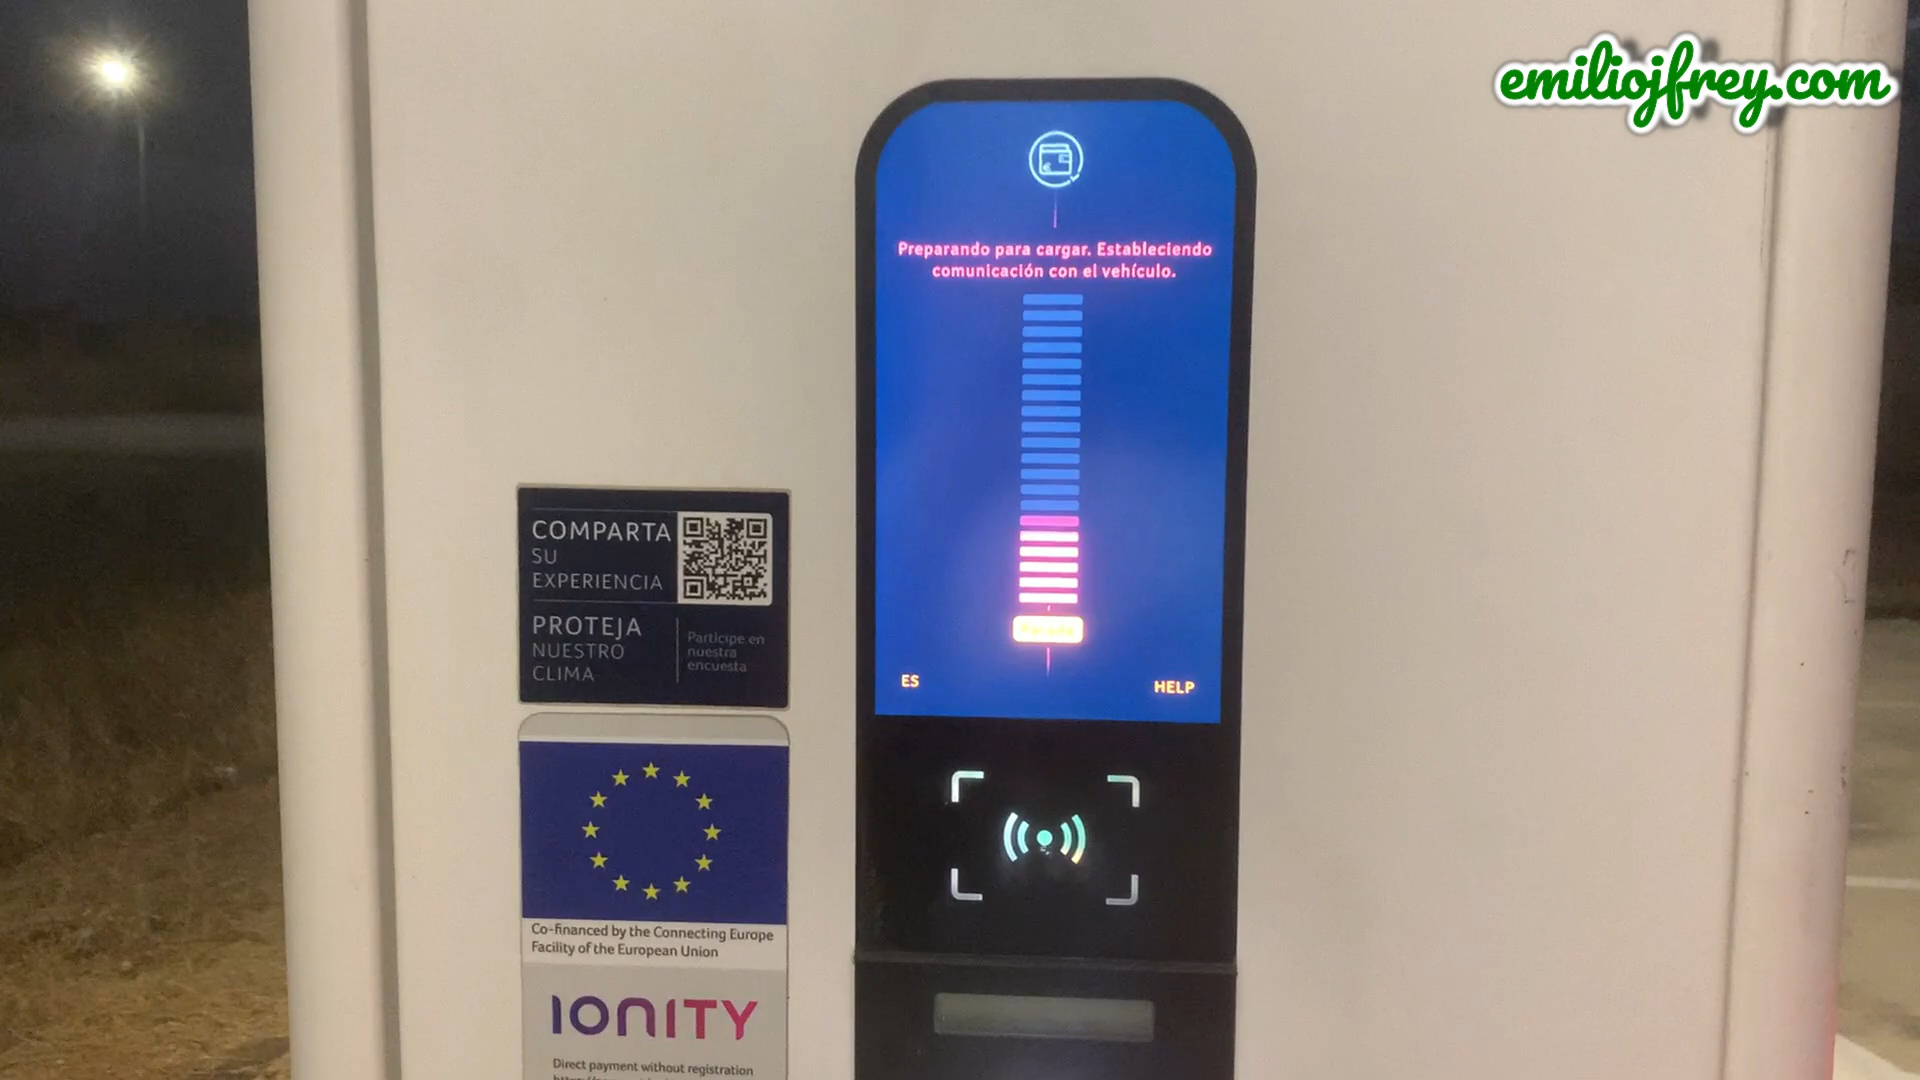 emiliojfrey.com
Preparando para cargar. Estableciendo
comunicación con el vehículo.
ES
HELP
COMPARTA
SU
EXPERIENCIA
PROTEJA
NUESTRO
CLIMA
Participe en
nuestra
encuesta
Co-financed by the Connecting Europe
Facility of the European Union
IONITY
Direct payment without registration